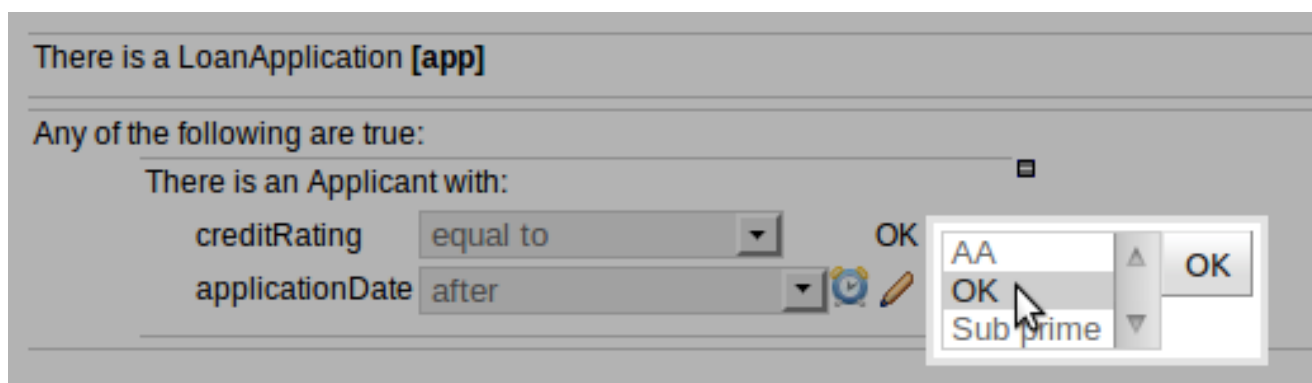 There is a LoanApplication [app]
Any of the following are true:
There is an Applicant with:
creditRating equal to OK
applicationDate after
AA
OK
Sub prime
OK